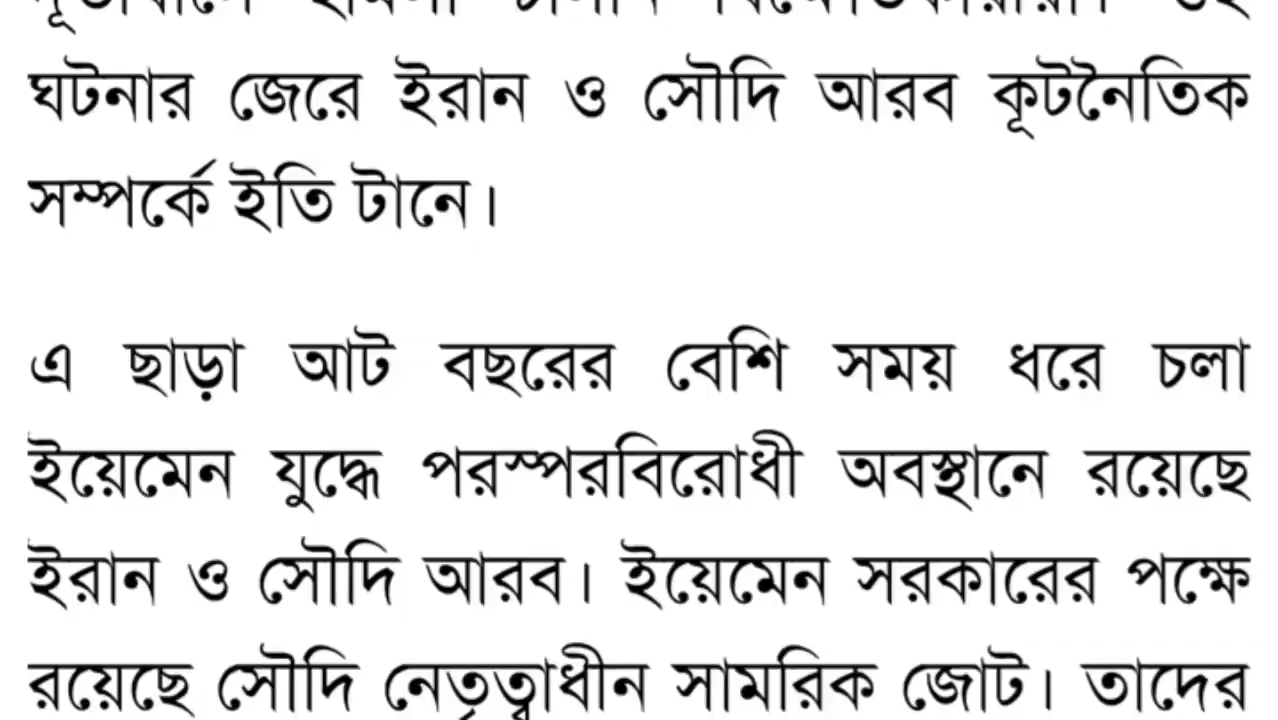 ঘটনার জেরে ইরান ও সৌদি আরব কূটনৈতিক
সম্পর্কে ইতি টানে।
এ ছাড়া আট বছরের বেশি সময় ধরে চলা
ইয়েমেন যুদ্ধে পরস্পরবিরোধী অবস্থানে রয়েছে
ইরান ও সৌদি আরব। ইয়েমেন সরকারের পক্ষে
রয়েছে সৌদি নেতৃত্বাধীন সামরিক জোট। তাদের